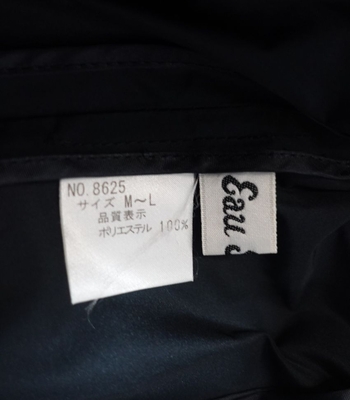 NO.8625
サイズ M～L
品質表示
ポリエステル 100%
Eau